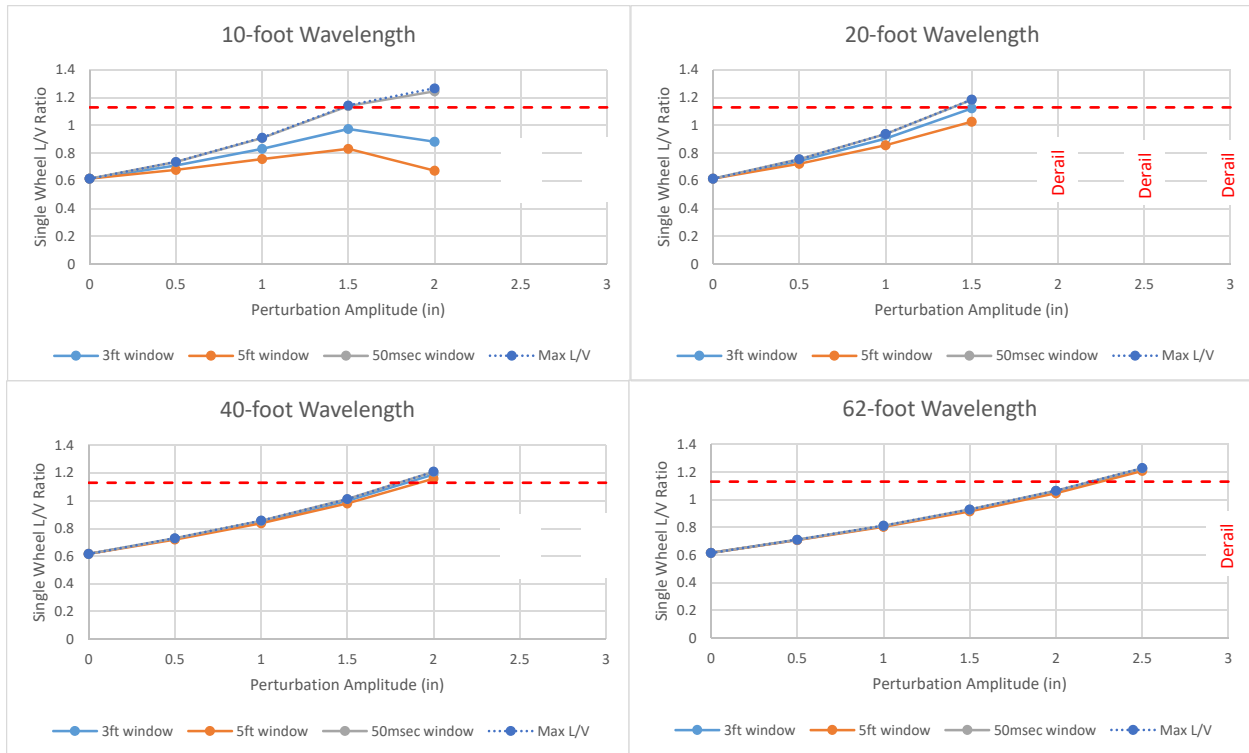 10-foot Wavelength
Single Wheel L/V Ratio
1.4
1.2
1
0.8
0.6
0.4
0.2
0
0 0.5 1 1.5 2 2.5 3
Perturbation Amplitude (in)
3ft window 5ft window 50msec window Max L/V
20-foot Wavelength
Single Wheel L/V Ratio
1.4
1.2
1
0.8
0.6
0.4
0.2
0
Derail
Derail
Derail
0 0.5 1 1.5 2 2.5 3
Perturbation Amplitude (in)
3ft window 5ft window 50msec window Max L/V
40-foot Wavelength
Single Wheel L/V Ratio
1.4
1.2
1
0.8
0.6
0.4
0.2
0
0 0.5 1 1.5 2 2.5 3
Perturbation Amplitude (in)
3ft window 5ft window 50msec window Max L/V
62-foot Wavelength
Single Wheel L/V Ratio
1.4
1.2
1
0.8
0.6
0.4
0.2
0
Derail
0 0.5 1 1.5 2 2.5 3
Perturbation Amplitude (in)
3ft window 5ft window 50msec window Max L/V